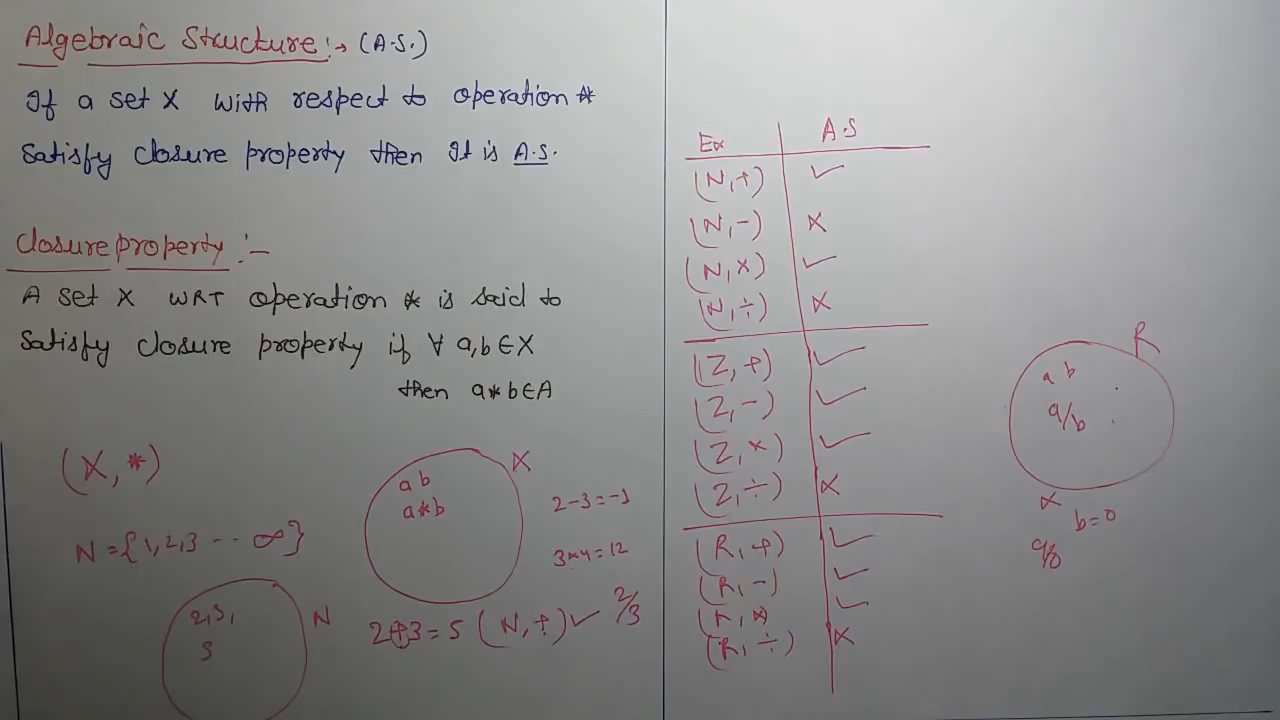 Algebraic Structure :→ (A.S.)
If a set X with respect to operation *
Satisfy closure property then It is A.S.
Closure property :-
A set X WRT operation * is said to
Satisfy closure property if ∀ a,b ∈ X
then a*b ∈ A
(X, *)
N = {1,2,3 -- ∞}
2,3,
5
N
a b
a*b
X
2-3=-1
3×4=12
2+3=5 (N,+) ✓ 2/3
Ex A.S
(N,+) ✓
(N,-) ×
(N,×) ✓
(N,÷) ×
(Z,+) ✓
(Z,-) ✓
(Z,×) ✓
(Z,÷) ×
(R,+) ✓
(R,-) ✓
(R,×) ✓
(R,÷) ×
R
a b
a/b
b=0